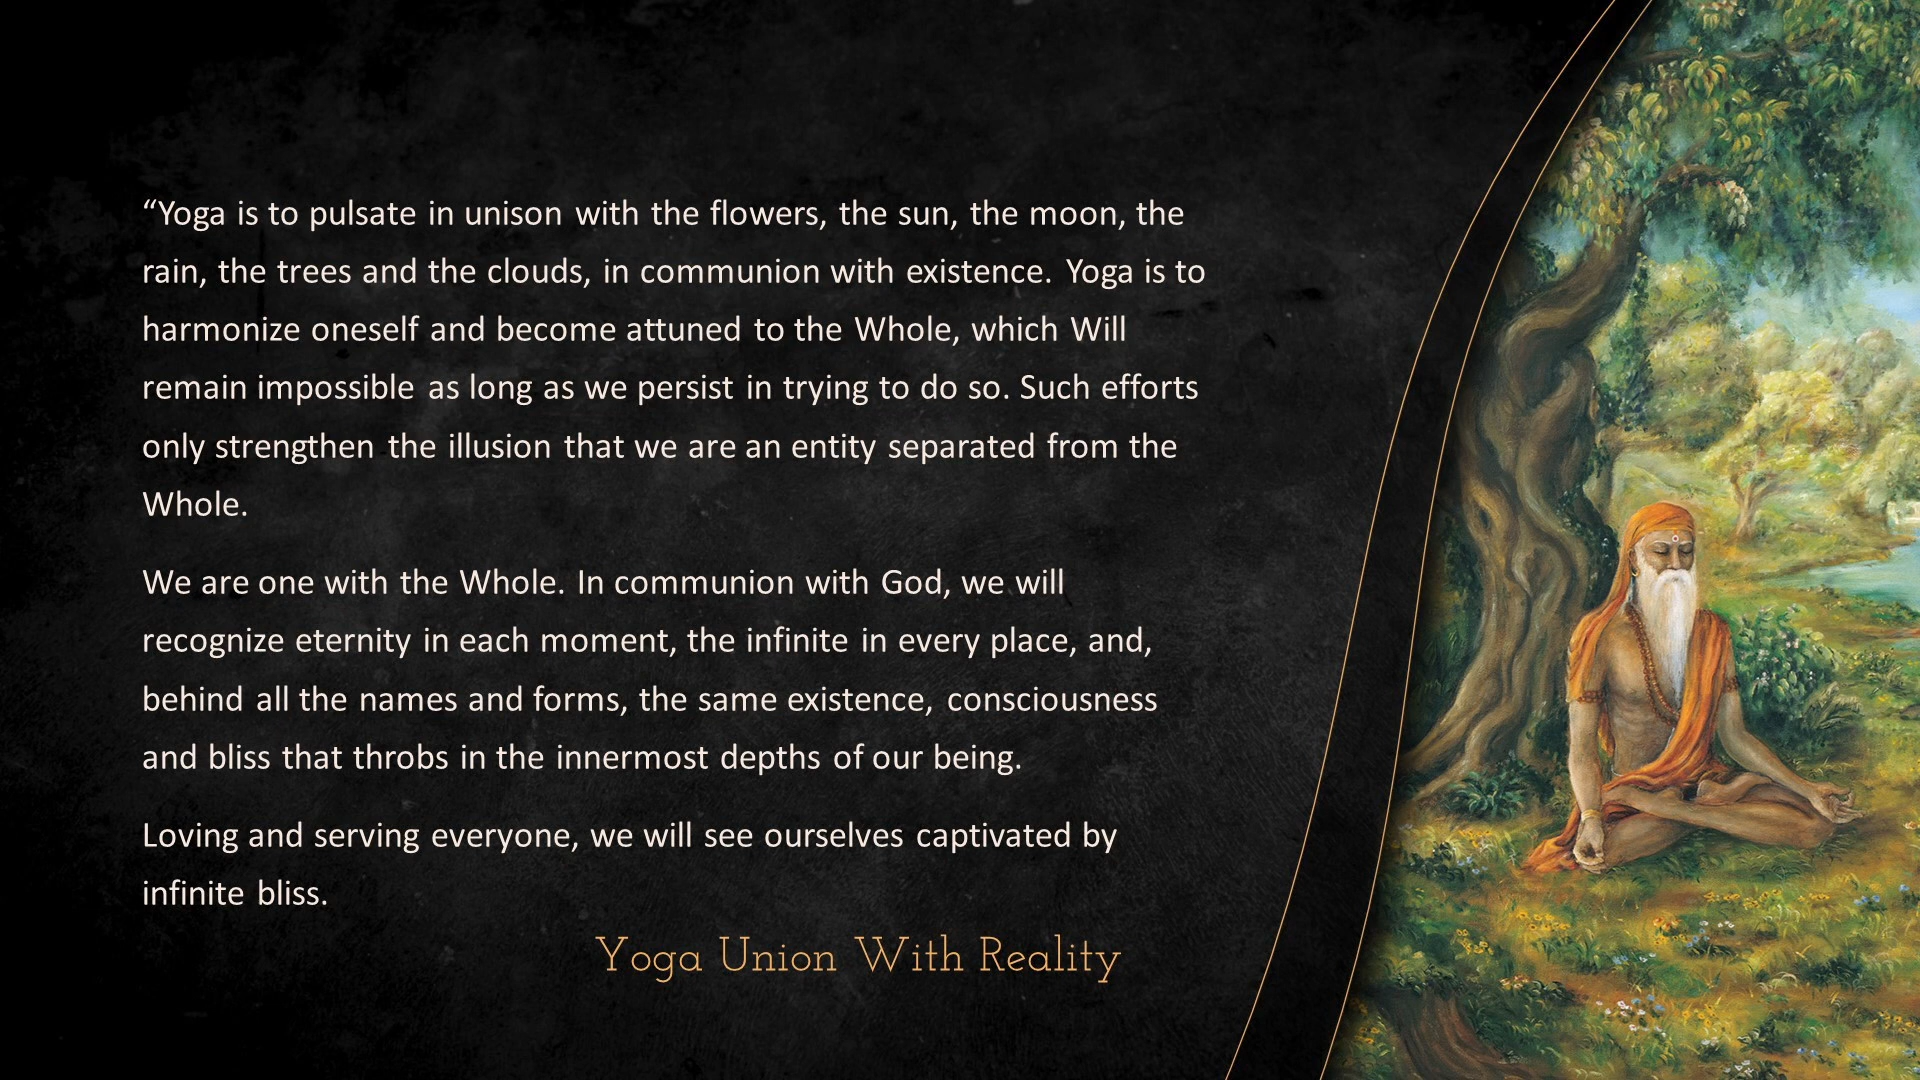 “Yoga is to pulsate in unison with the flowers, the sun, the moon, the
rain, the trees and the clouds, in communion with existence. Yoga is to
harmonize oneself and become attuned to the Whole, which Will
remain impossible as long as we persist in trying to do so. Such efforts
only strengthen the illusion that we are an entity separated from the
Whole.
We are one with the Whole. In communion with God, we will
recognize eternity in each moment, the infinite in every place, and,
behind all the names and forms, the same existence, consciousness
and bliss that throbs in the innermost depths of our being.
Loving and serving everyone, we will see ourselves captivated by
infinite bliss.
Yoga Union With Reality